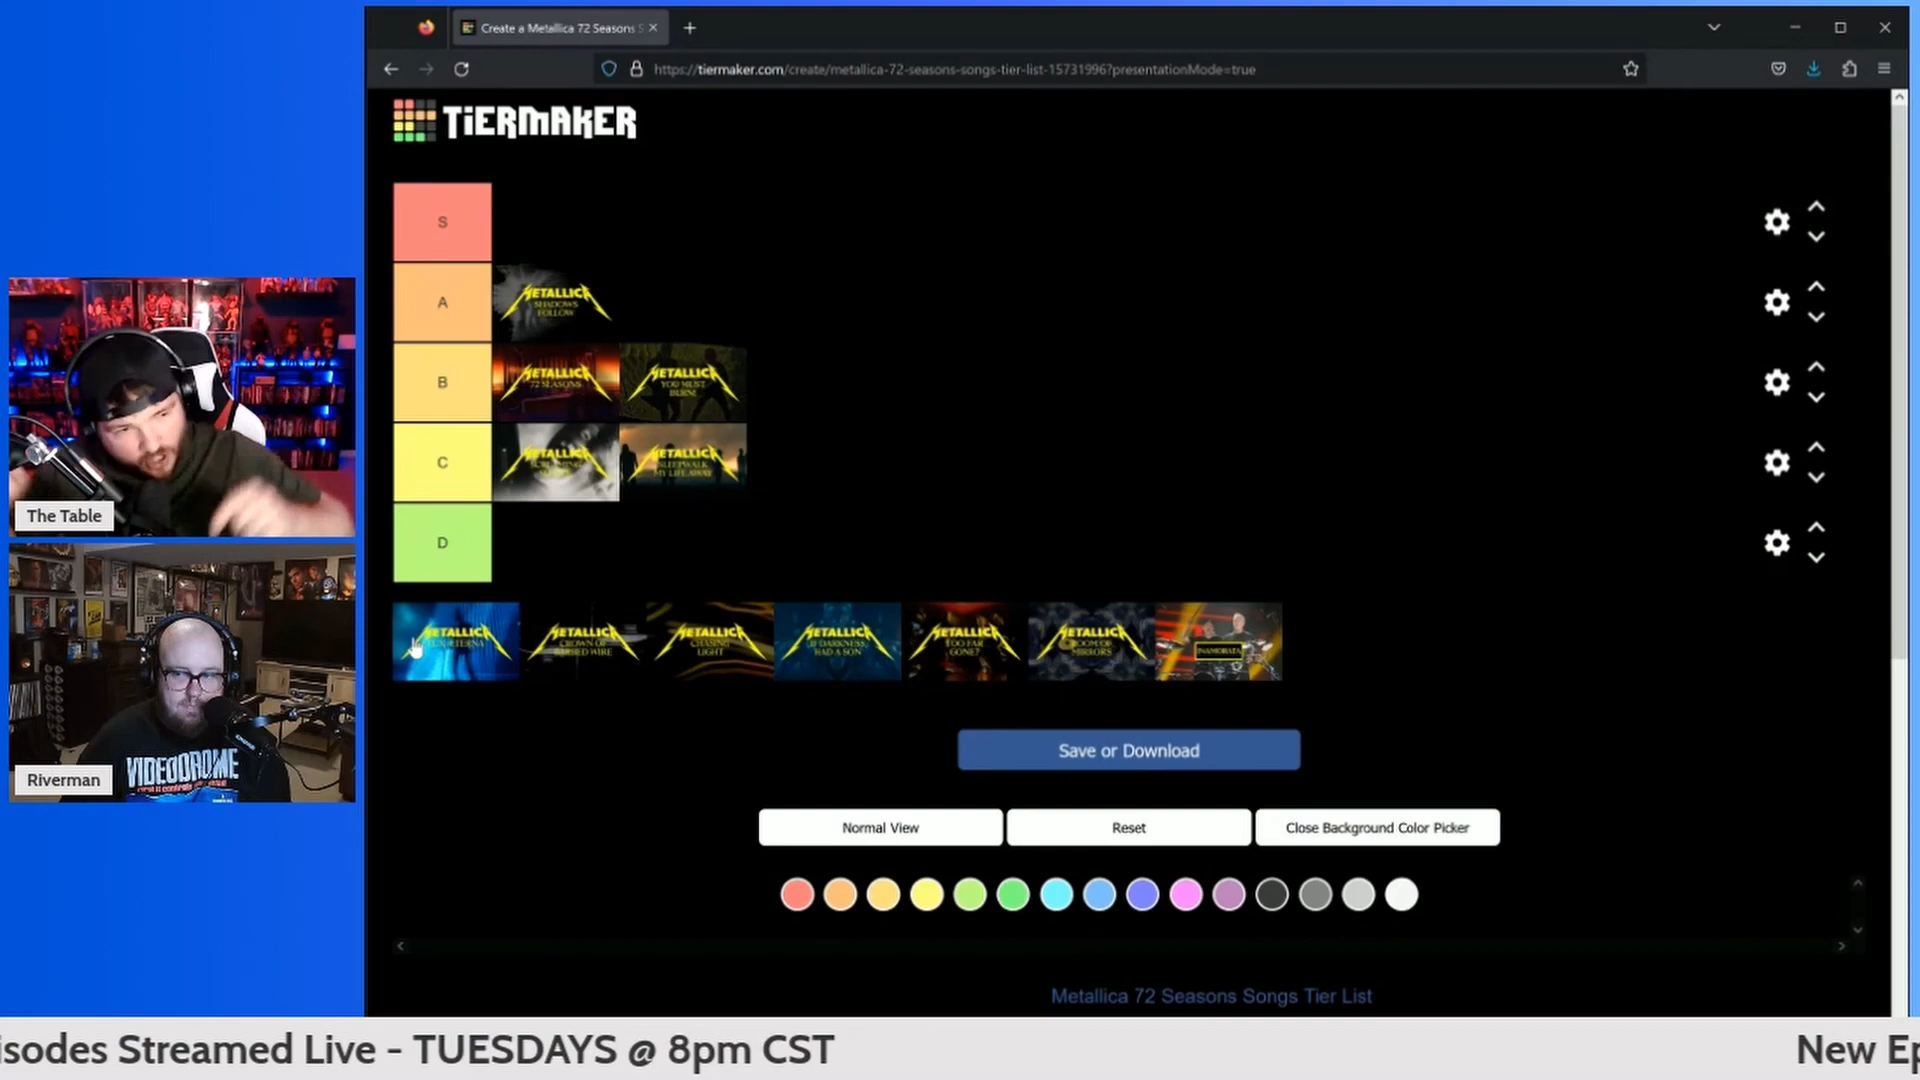 Create a Metallica 72 Seasons S
https://tiermaker.com/create/metallica-72-seasons-songs-tier-list-15731996?presentationMode=true
TiERMAKER
S
A
METALLICA
SHADOWS
FOLLOW
B
METALLICA
72 SEASONS
METALLICA
YOU MUST
BURN!
C
METALLICA
METALLICA
SLEEPWALK
MY LIFE AWAY
D
METALLICA
METALLICA
CROWN OF
BARBED WIRE
METALLICA
CHASING
LIGHT
METALLICA
IF DARKNESS
HAD A SON
METALLICA
TOO FAR
GONE?
METALLICA
ROOM OF
MIRRORS
INAMORATA
The Table
VIDEODROME
Riverman
Save or Download
Normal View
Reset
Close Background Color Picker
Metallica 72 Seasons Songs Tier List
isodes Streamed Live - TUESDAYS @ 8pm CST
New Ep